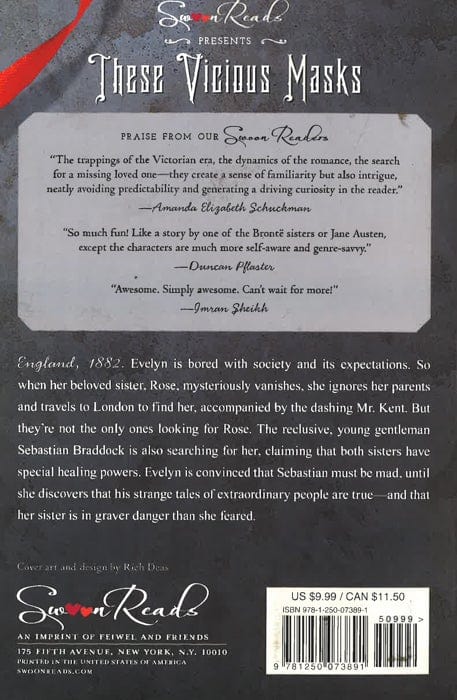 Swoon Reads
PRESENTS
These Vicious Masks
PRAISE FROM OUR Swoon Readers
“The trappings of the Victorian era, the dynamics of the romance, the search
for a missing loved one—they create a sense of familiarity but also intrigue,
neatly avoiding predictability and generating a driving curiosity in the reader.”
—Amanda Elizabeth Schuckman
“So much fun! Like a story by one of the Brontë sisters or Jane Austen,
except the characters are much more self-aware and genre-savvy.”
—Duncan Pflaster
“Awesome. Simply awesome. Can't wait for more!”
—Imran Sheikh
England, 1882. Evelyn is bored with society and its expectations. So
when her beloved sister, Rose, mysteriously vanishes, she ignores her parents
and travels to London to find her, accompanied by the dashing Mr. Kent. But
they're not the only ones looking for Rose. The reclusive, young gentleman
Sebastian Braddock is also searching for her, claiming that both sisters have
special healing powers. Evelyn is convinced that Sebastian must be mad, until
she discovers that his strange tales of extraordinary people are true—and that
her sister is in graver danger than she feared.
Cover art and design by Rich Deas
Swoon Reads
AN IMPRINT OF FEIWEL AND FRIENDS
175 FIFTH AVENUE, NEW YORK, N.Y. 10010
PRINTED IN THE UNITED STATES OF AMERICA
SWOONREADS.COM
US $9.99 / CAN $11.50
ISBN 978-1-250-07389-1
50999 >
9 781250 073891